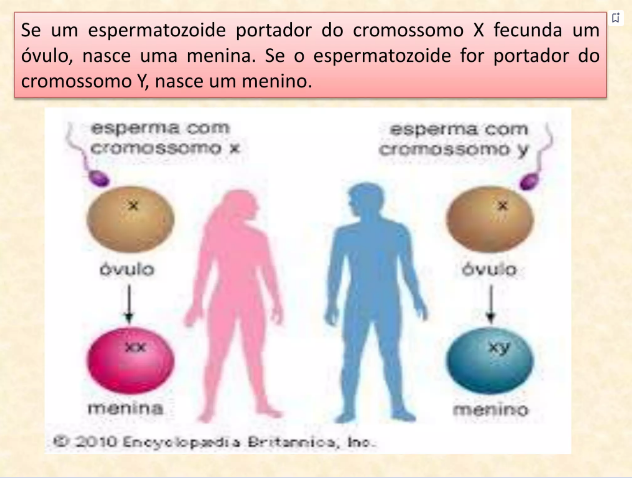 Se um espermatozoide portador do cromossomo X fecunda um
óvulo, nasce uma menina. Se o espermatozoide for portador do
cromossomo Y, nasce um menino.
esperma com
cromossomo x
esperma com
cromossomo y
x
x
óvulo
óvulo
xx
xy
menina
menino
© 2010 Encyclopædia Britannica, Inc.